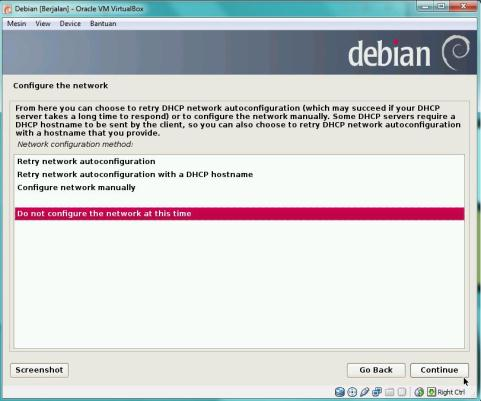 Debian [Berjalan] - Oracle VM VirtualBox
Mesin View Device Bantuan
debian
Configure the network
From here you can choose to retry DHCP network autoconfiguration (which may succeed if your DHCP
server takes a long time to respond) or to configure the network manually. Some DHCP servers require a
DHCP hostname to be sent by the client, so you can also choose to retry DHCP network autoconfiguration
with a hostname that you provide.
Network configuration method:
Retry network autoconfiguration
Retry network autoconfiguration with a DHCP hostname
Configure network manually
Do not configure the network at this time
Screenshot
Go Back
Continue
Right Ctrl